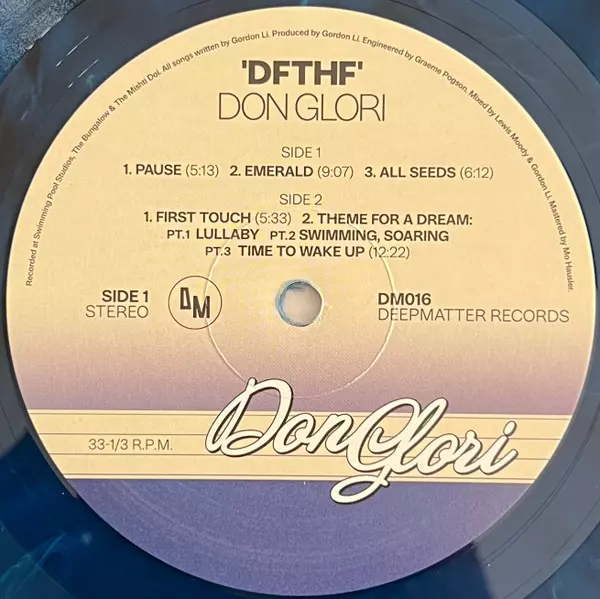 Recorded at Swimming Pool Studios, The Bungalow & The Mishti Doi. All songs written by Gordon Li. Produced by Gordon Li. Engineered by Graeme Pogson. Mixed by Lewis Moody & Gordon Li. Mastered by Mo Hausler.
'DFTHF'
DON GLORI
SIDE 1
1. PAUSE (5:13) 2. EMERALD (9:07) 3. ALL SEEDS (6:12)
SIDE 2
1. FIRST TOUCH (5:33) 2. THEME FOR A DREAM:
PT.1 LULLABY PT.2 SWIMMING, SOARING
PT.3 TIME TO WAKE UP (12:22)
SIDE 1
STEREO
DM
DM016
DEEPMATTER RECORDS
33-1/3 R.P.M.
Don Glori